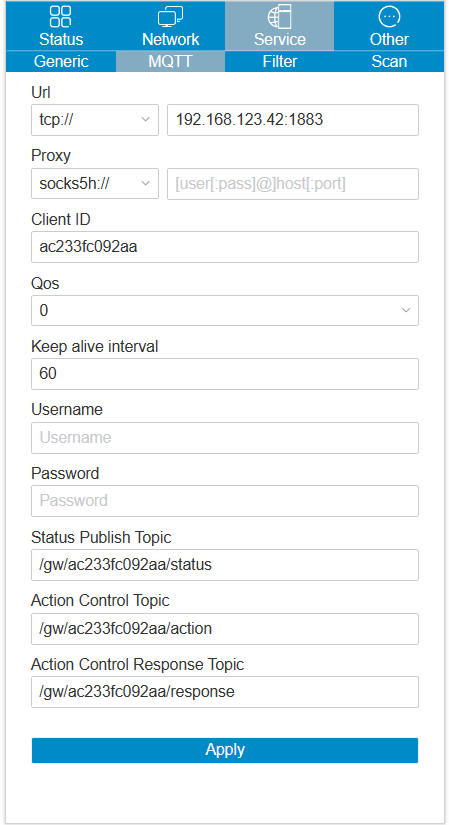 Status Network Service Other
Generic MQTT Filter Scan
Url
tcp:// 192.168.123.42:1883
Proxy
socks5h:// [user[:pass]@]host[:port]
Client ID
ac233fc092aa
Qos
0
Keep alive interval
60
Username
Username
Password
Password
Status Publish Topic
/gw/ac233fc092aa/status
Action Control Topic
/gw/ac233fc092aa/action
Action Control Response Topic
/gw/ac233fc092aa/response
Apply